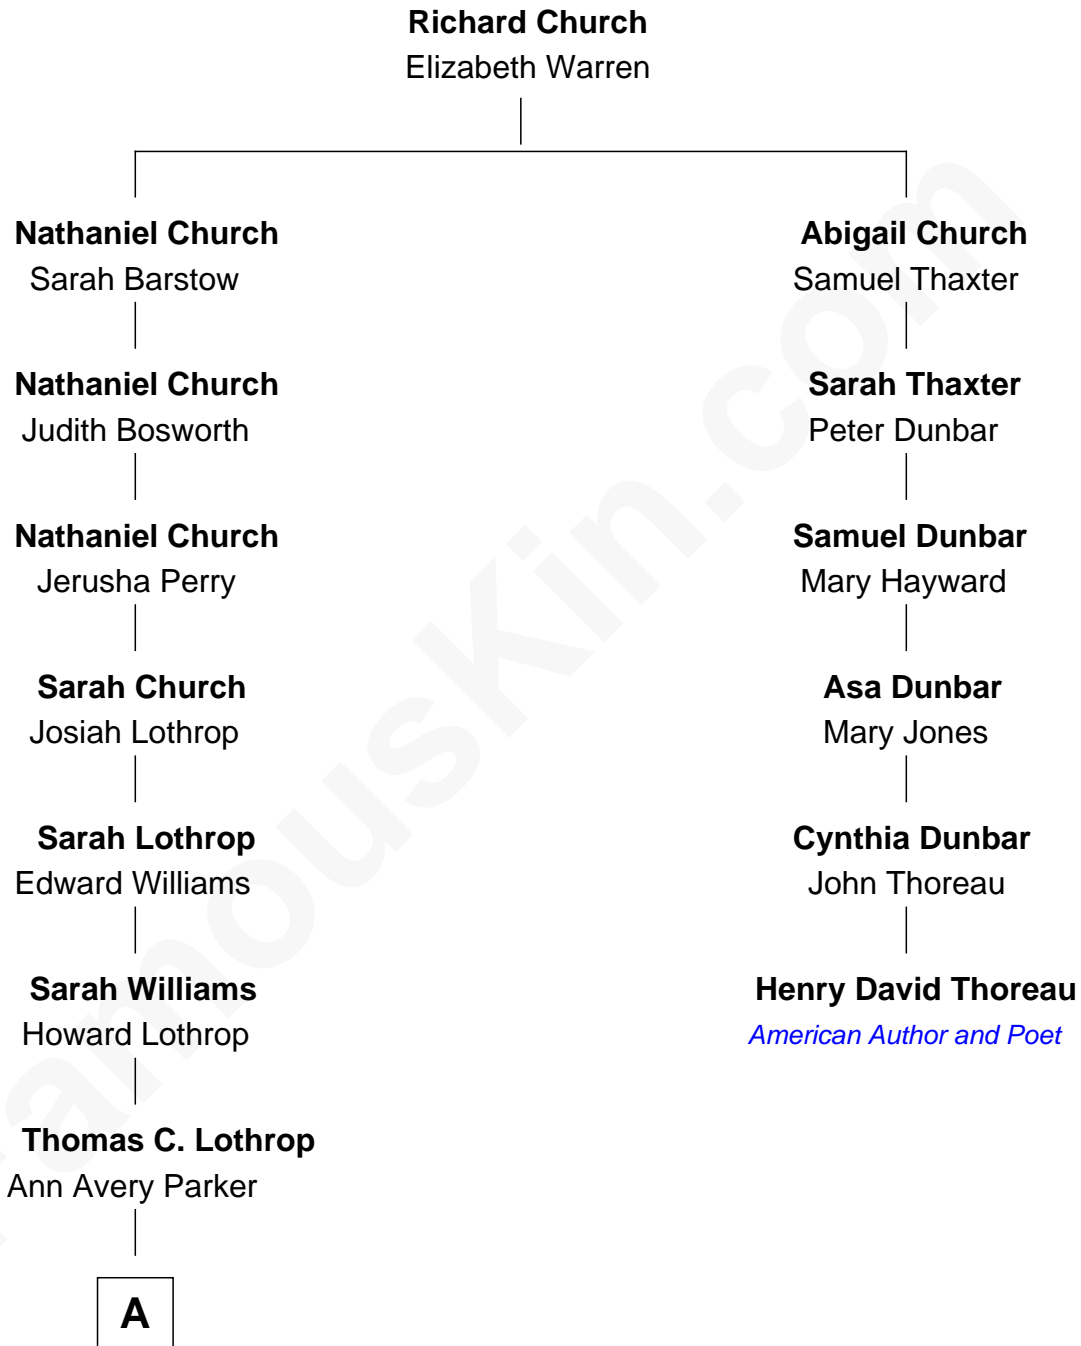 Richard Church
Elizabeth Warren
Nathaniel Church
Sarah Barstow
Abigail Church
Samuel Thaxter
Nathaniel Church
Judith Bosworth
Sarah Thaxter
Peter Dunbar
Nathaniel Church
Jerusha Perry
Samuel Dunbar
Mary Hayward
Sarah Church
Josiah Lothrop
Asa Dunbar
Mary Jones
Sarah Lothrop
Edward Williams
Cynthia Dunbar
John Thoreau
Sarah Williams
Howard Lothrop
Henry David Thoreau
American Author and Poet
Thomas C. Lothrop
Ann Avery Parker
A
FamousKin.com